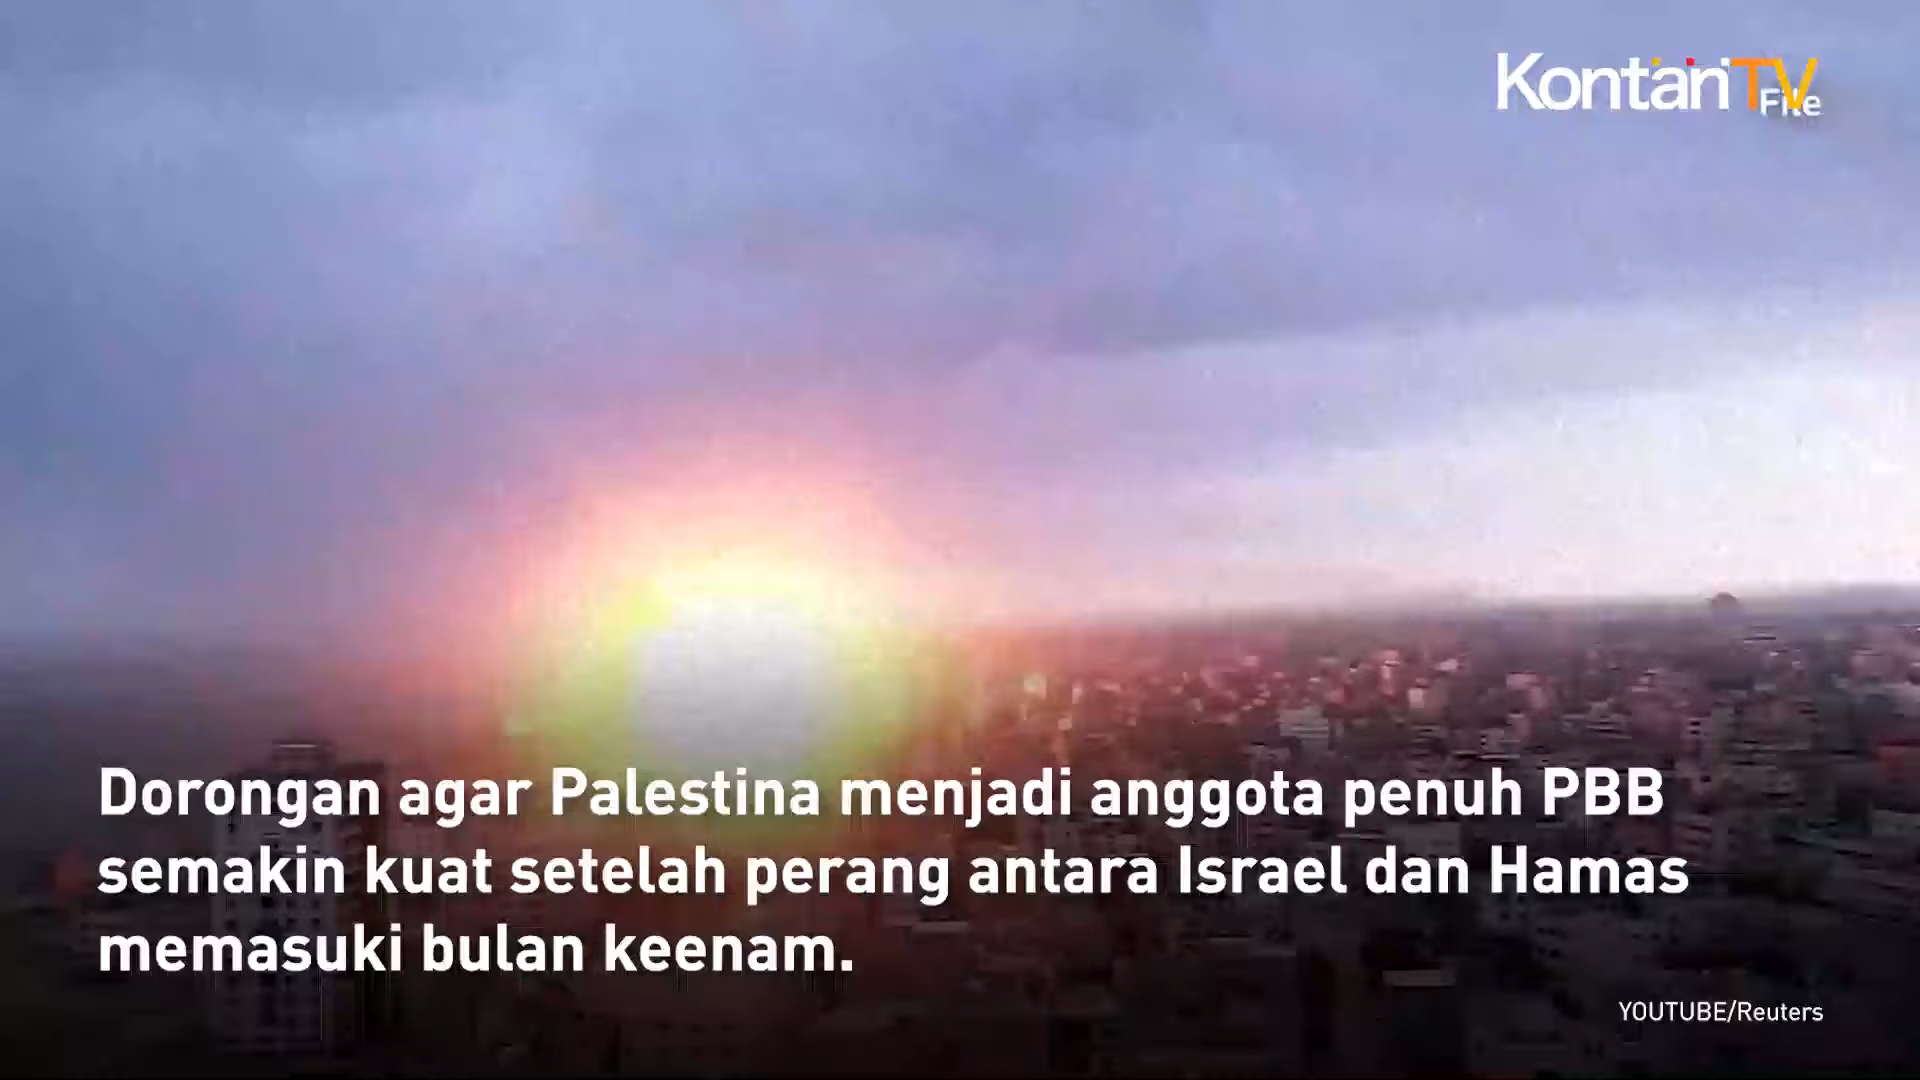 KontanTV
File
Dorongan agar Palestina menjadi anggota penuh PBB
semakin kuat setelah perang antara Israel dan Hamas
memasuki bulan keenam.
YOUTUBE/Reuters